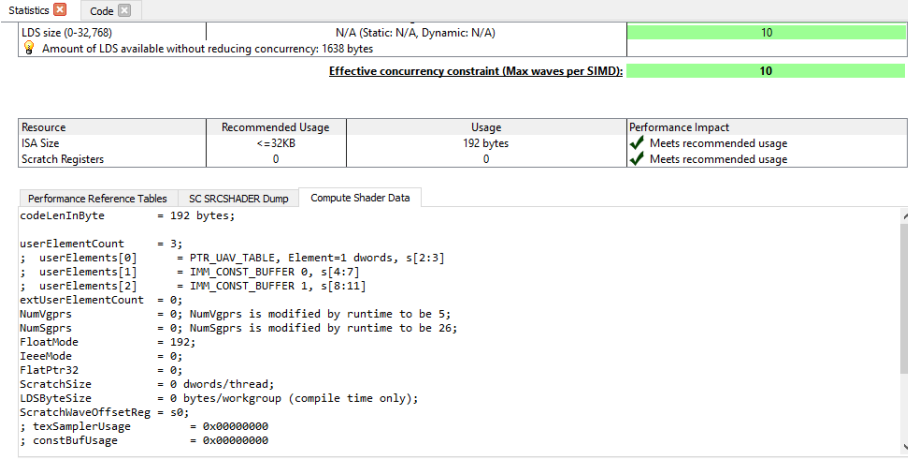 Statistics Code
LDS size (0-32,768) N/A (Static: N/A, Dynamic: N/A) 10
Amount of LDS available without reducing concurrency: 1638 bytes
Effective concurrency constraint (Max waves per SIMD): 10
Resource Recommended Usage Usage Performance Impact
ISA Size <=32KB 192 bytes Meets recommended usage
Scratch Registers 0 0 Meets recommended usage
Performance Reference Tables SC SRCSHADER Dump Compute Shader Data
codeLenInByte = 192 bytes;
userElementCount = 3;
; userElements[0] = PTR_UAV_TABLE, Element=1 dwords, s[2:3]
; userElements[1] = IMM_CONST_BUFFER 0, s[4:7]
; userElements[2] = IMM_CONST_BUFFER 1, s[8:11]
extUserElementCount = 0;
NumVgprs = 0; NumVgprs is modified by runtime to be 5;
NumSgprs = 0; NumSgprs is modified by runtime to be 26;
FloatMode = 192;
IeeeMode = 0;
FlatPtr32 = 0;
ScratchSize = 0 dwords/thread;
LDSByteSize = 0 bytes/workgroup (compile time only);
ScratchWaveOffsetReg = s0;
; texSamplerUsage = 0x00000000
; constBufUsage = 0x00000000